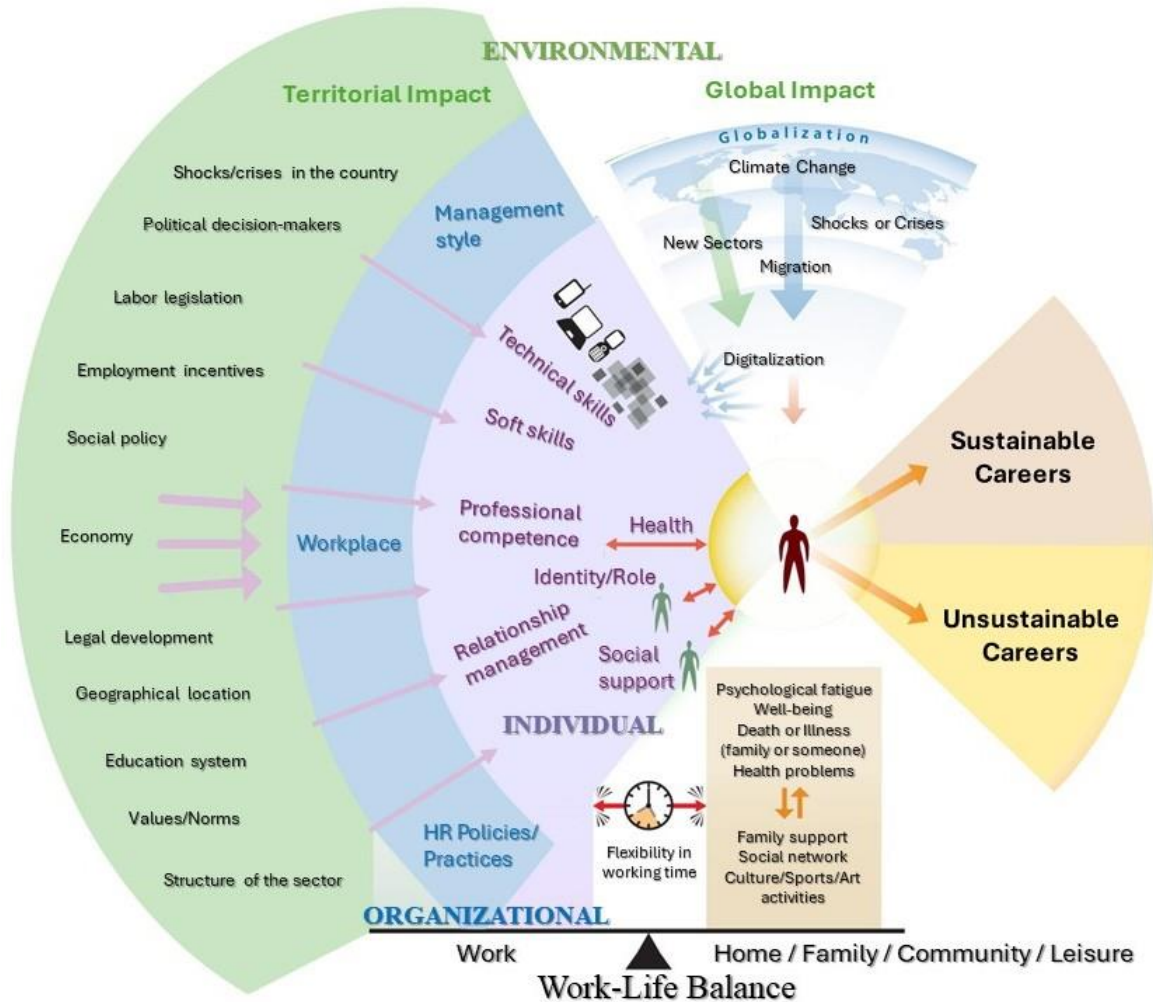 ENVIRONMENTAL
Territorial Impact
Global Impact
Globalization
Climate Change
Shocks or Crises
New Sectors
Migration
Digitalization
Shocks/crises in the country
Political decision-makers
Labor legislation
Employment incentives
Social policy
Economy
Legal development
Geographical location
Education system
Values/Norms
Structure of the sector
Management
style
Workplace
HR Policies/
Practices
ORGANIZATIONAL
Technical skills
Soft skills
Professional
competence
Relationship
management
Health
Identity/Role
Social
support
INDIVIDUAL
Sustainable
Careers
Unsustainable
Careers
Flexibility in
working time
Psychological fatigue
Well-being
Death or Illness
(family or someone)
Health problems
Family support
Social network
Culture/Sports/Art
activities
Work
Home / Family / Community / Leisure
Work-Life Balance